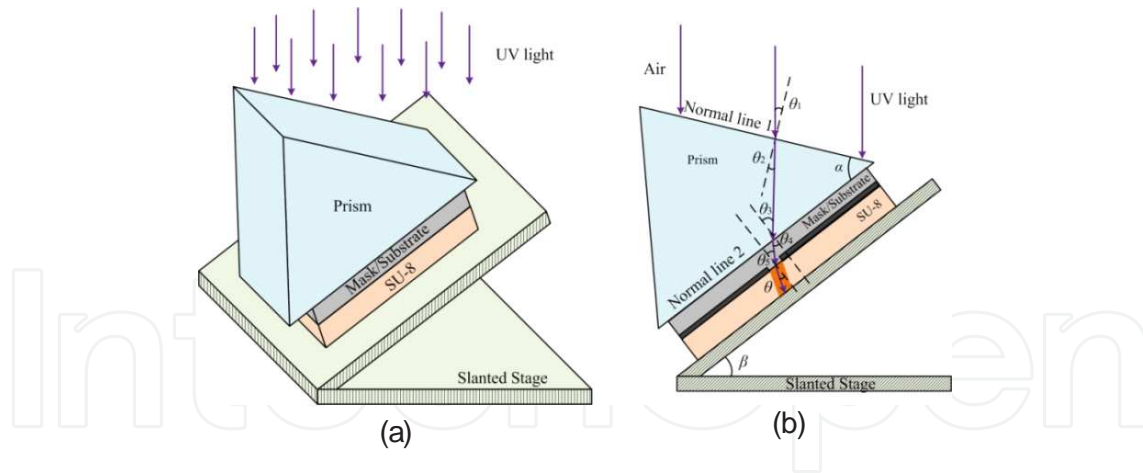 UV light
Prism
Mask/Substrate
SU-8
Slanted Stage
(a)
Air
θ1
UV light
Normal line 1
Prism
θ2
α
θ3
Mask/Substrate
SU-8
θ4
θ5
Normal line 2
θ
β
Slanted Stage
(b)
IntechOpen